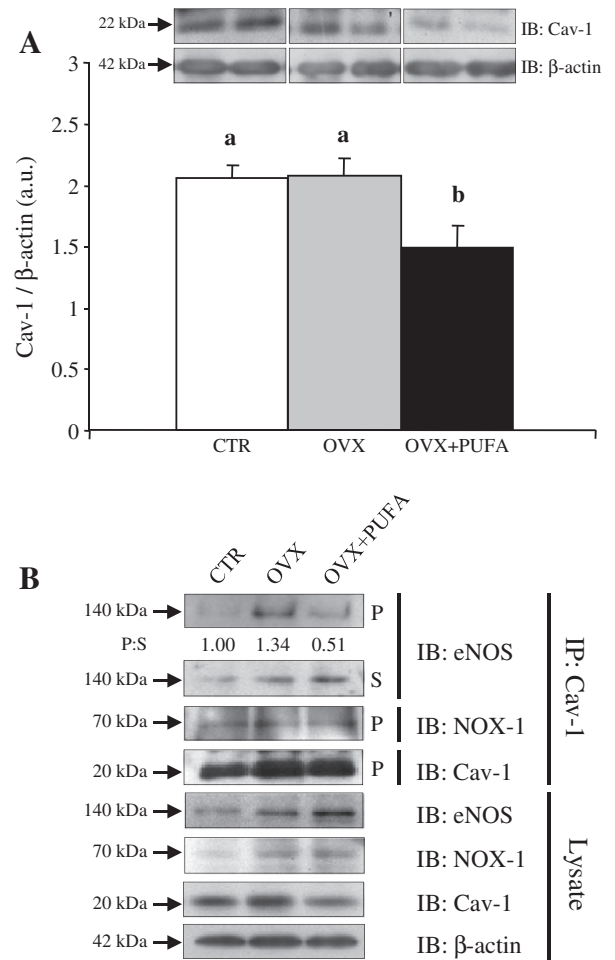 22 kDa IB: Cav-1
A
42 kDa IB: β-actin
3
2.5
2
1.5
1
0.5
0
Cav-1 / β-actin (a.u.)
a a b
CTR OVX OVX+PUFA
B
CTR OVX OVX+PUFA
140 kDa P
P:S 1.00 1.34 0.51
IB: eNOS
140 kDa S
70 kDa P IB: NOX-1
20 kDa P IB: Cav-1
IP: Cav-1
140 kDa IB: eNOS
70 kDa IB: NOX-1
20 kDa IB: Cav-1
42 kDa IB: β-actin
Lysate